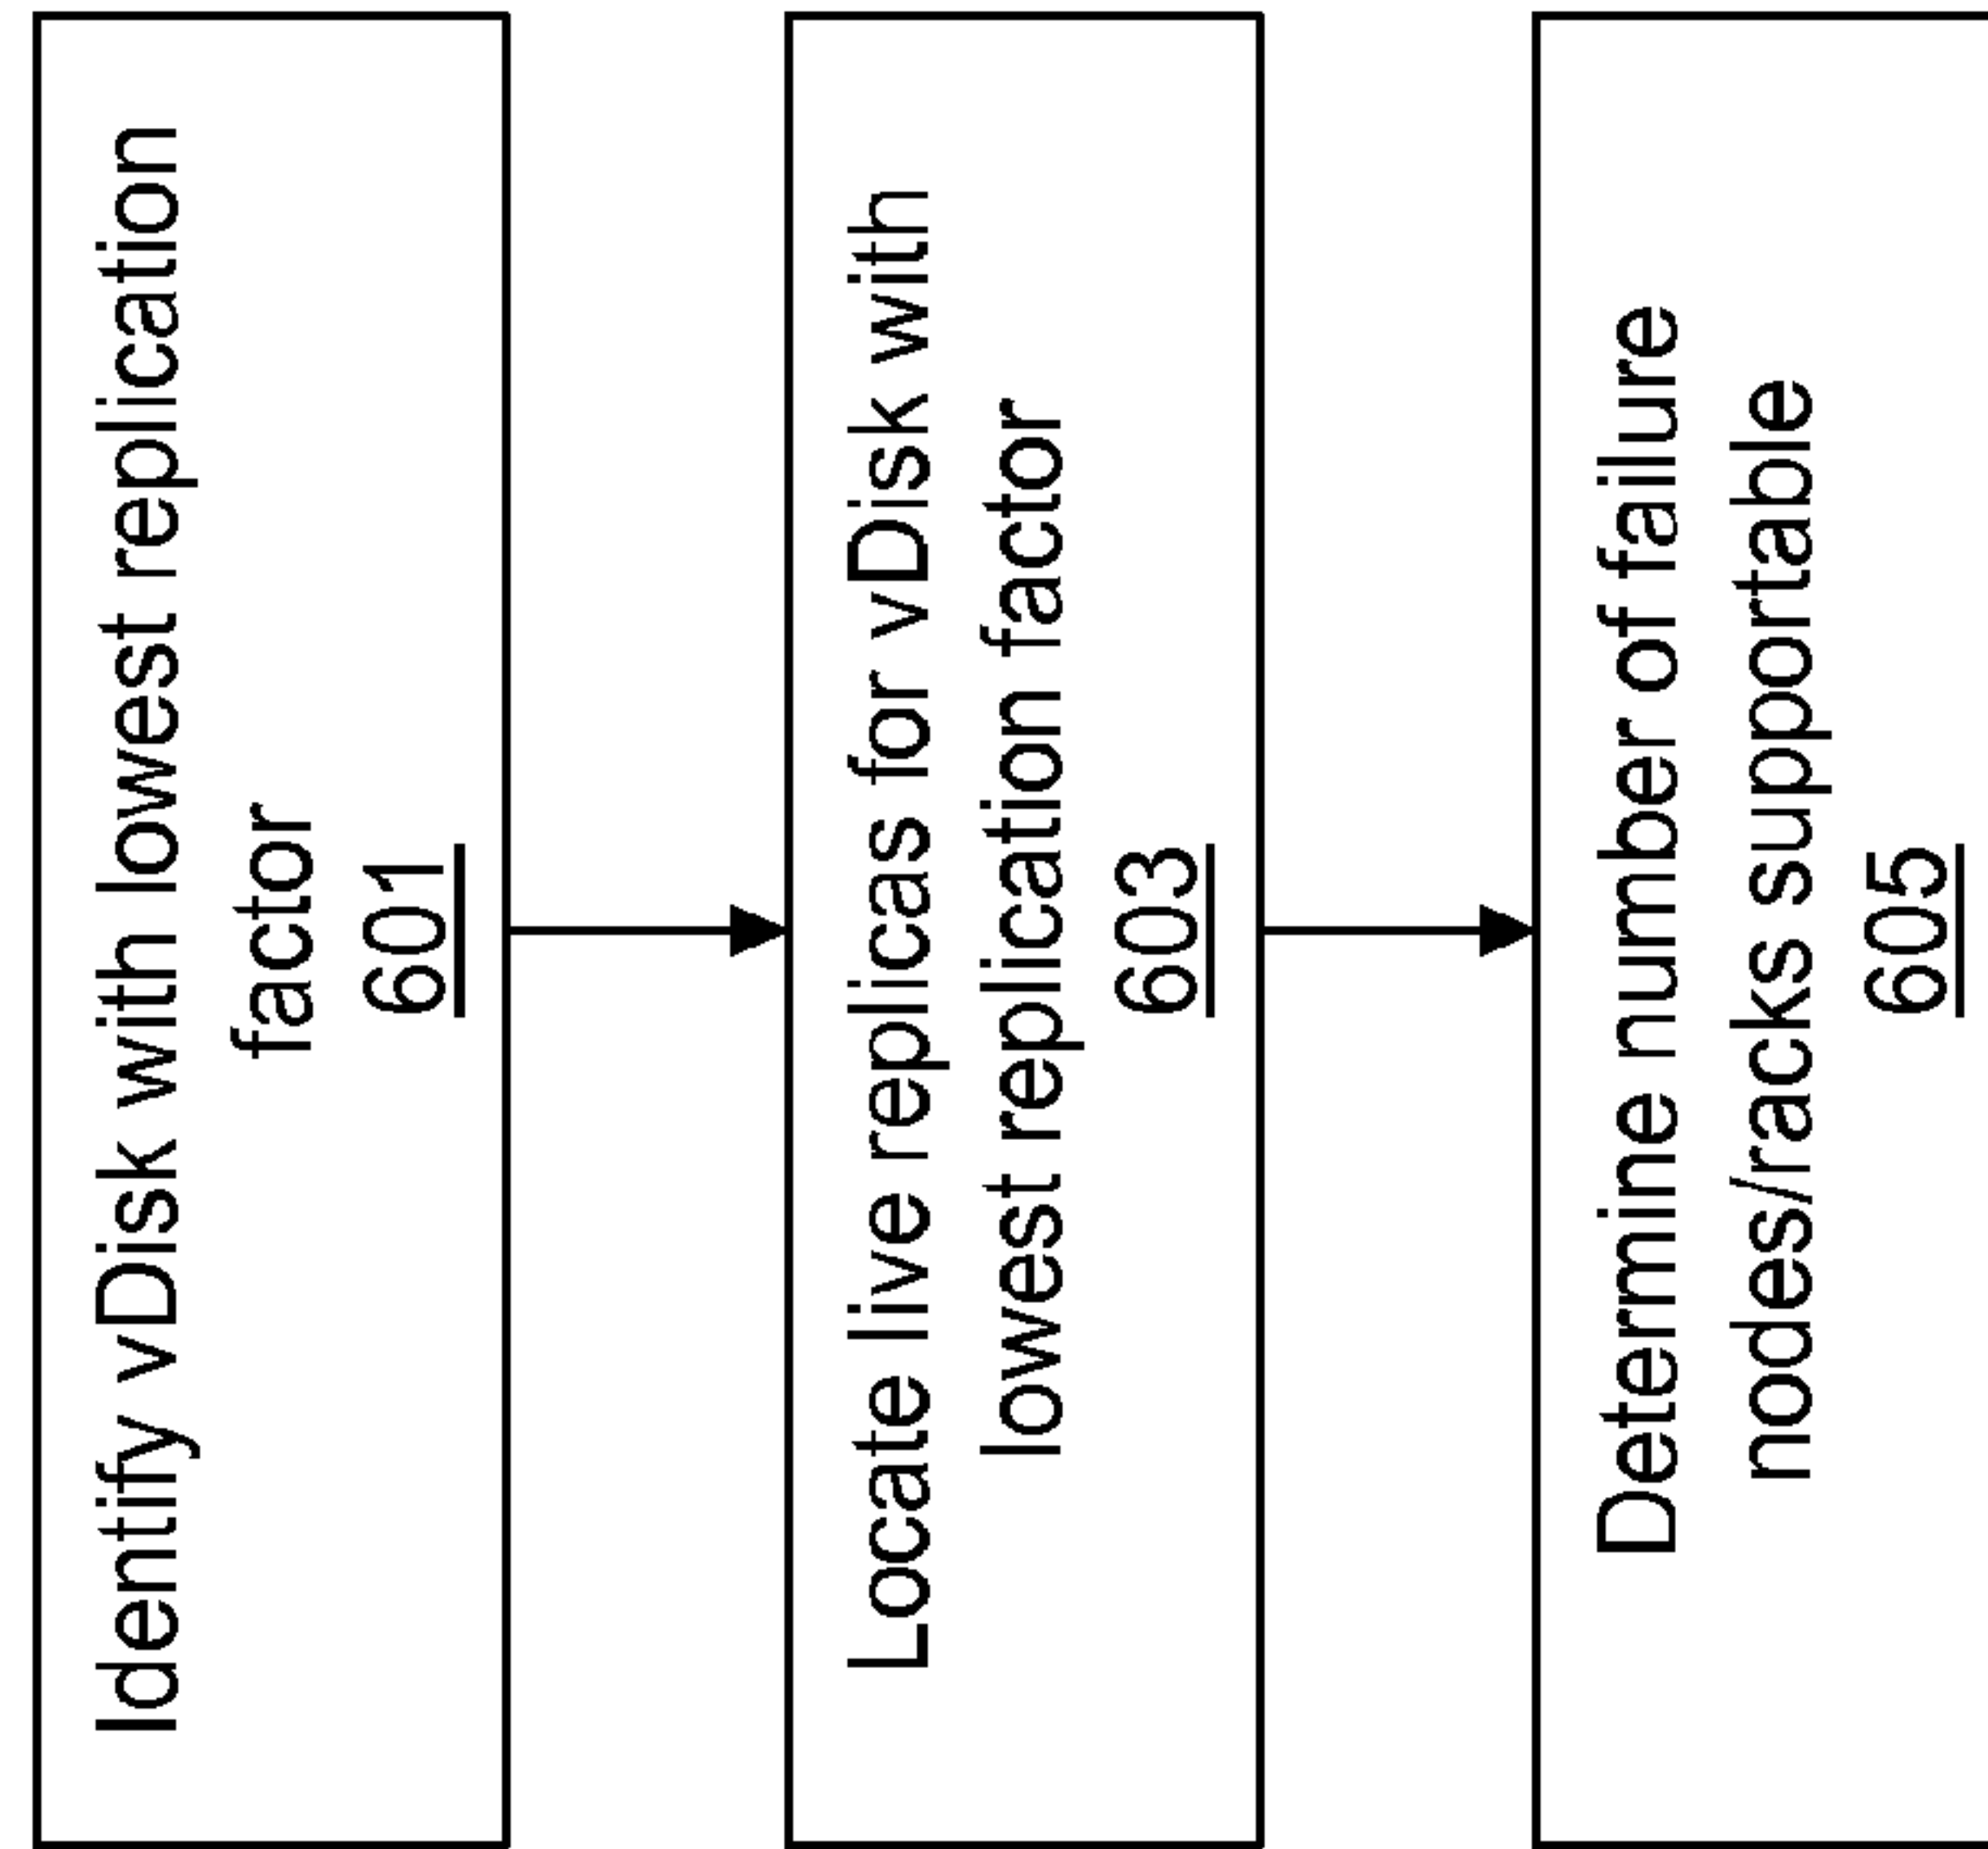 Identify vDisk with lowest replication
factor
601
Locate live replicas for vDisk with
lowest replication factor
603
Determine number of failure
nodes/racks supportable
605